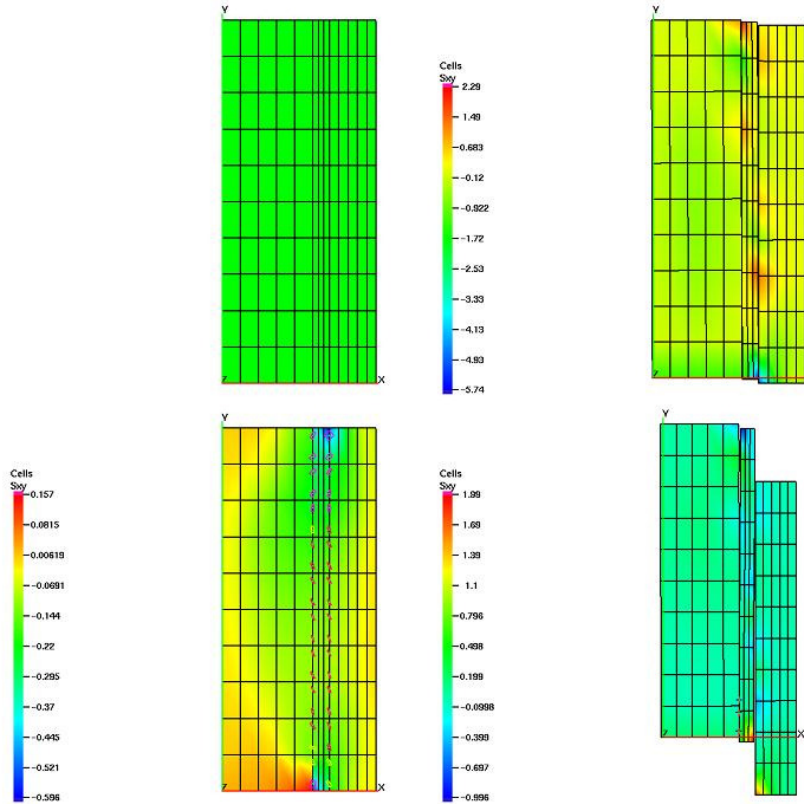 Y
Z
X
Cells
Sxy
2.29
1.49
0.683
-0.12
-0.922
-1.72
-2.53
-3.33
-4.13
-4.93
-5.74
Y
Z
Cells
Sxy
0.157
0.0815
0.00619
-0.0691
-0.144
-0.22
-0.295
-0.37
-0.445
-0.521
-0.596
Y
Z
X
Cells
Sxy
1.99
1.69
1.39
1.1
0.796
0.498
0.199
-0.0998
-0.398
-0.697
-0.996
Y
Z
X